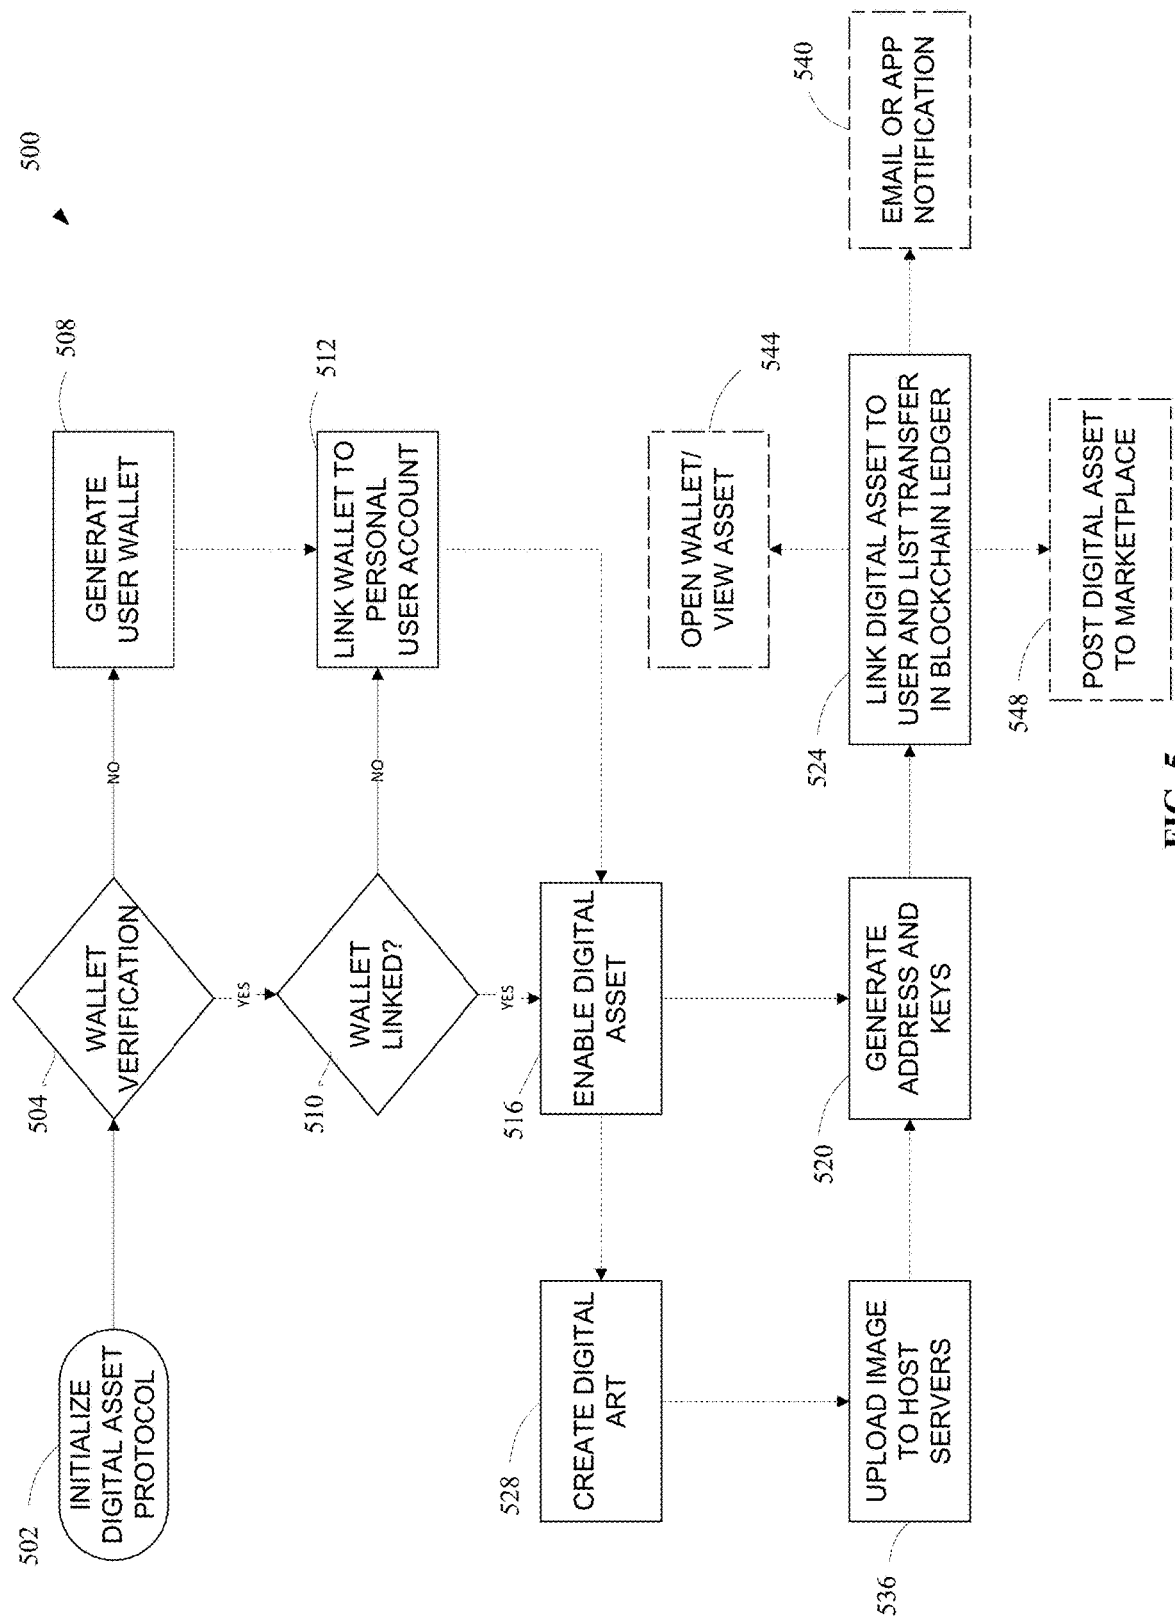 500
502
INITIALIZE
DIGITAL ASSET
PROTOCOL
504
WALLET
VERIFICATION
NO
508
GENERATE
USER WALLET
YES
510
WALLET
LINKED?
NO
512
LINK WALLET TO
PERSONAL
USER ACCOUNT
YES
516
ENABLE DIGITAL
ASSET
528
CREATE DIGITAL
ART
536
UPLOAD IMAGE
TO HOST
SERVERS
520
GENERATE
ADDRESS AND
KEYS
524
LINK DIGITAL ASSET TO
USER AND LIST TRANSFER
IN BLOCKCHAIN LEDGER
544
OPEN WALLET/
VIEW ASSET
540
EMAIL OR APP
NOTIFICATION
548
POST DIGITAL ASSET
TO MARKETPLACE
FIG. 5